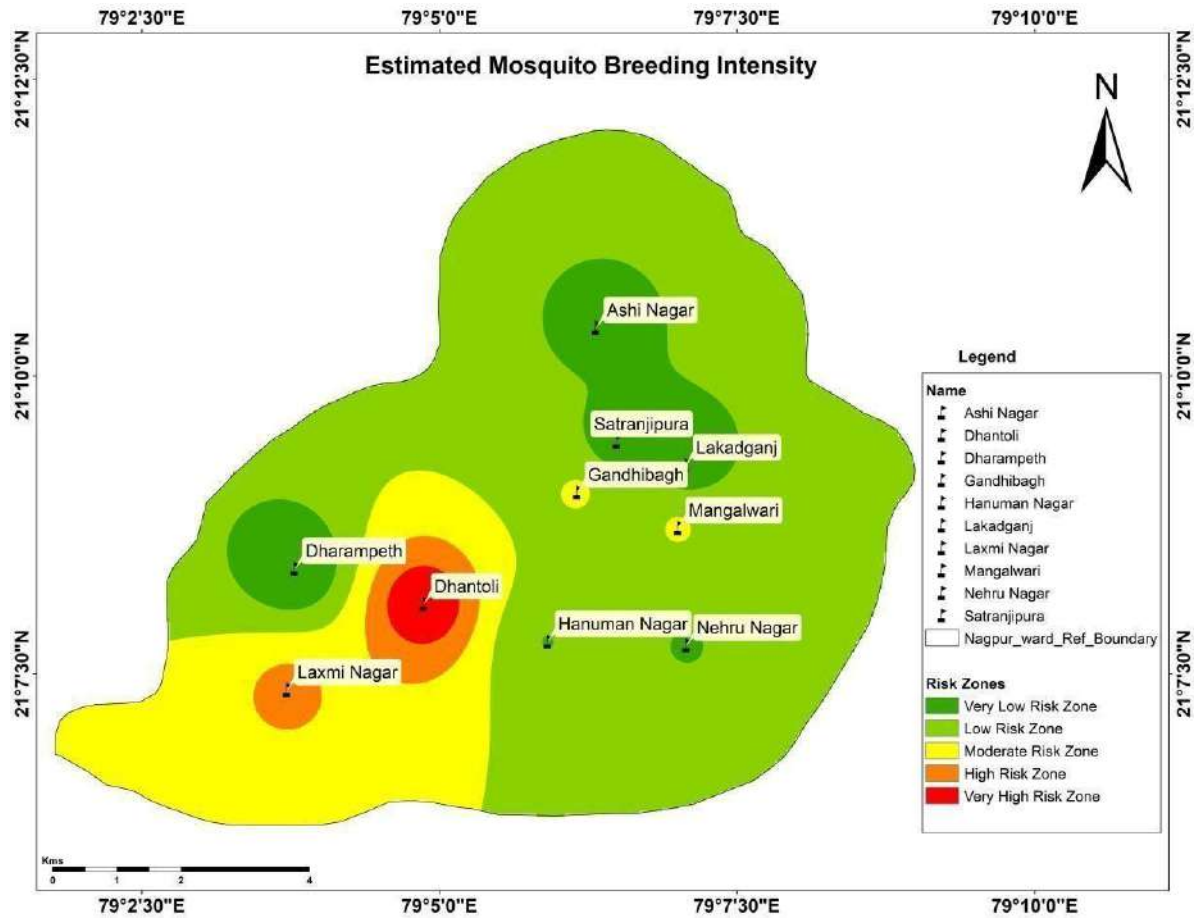 79°2'30"E 79°5'0"E 79°7'30"E 79°10'0"E
Estimated Mosquito Breeding Intensity
21°12'30"N
21°12'30"N
N
Ashi Nagar
21°10'0"N
21°10'0"N
Satranjipura
Lakadganj
Gandhibagh
Mangalwari
Dharampeth
Dhantoli
Hanuman Nagar
Nehru Nagar
Laxmi Nagar
21°7'30"N
21°7'30"N
Legend
Name
Ashi Nagar
Dhantoli
Dharampeth
Gandhibagh
Hanuman Nagar
Lakadganj
Laxmi Nagar
Mangalwari
Nehru Nagar
Satranjipura
Nagpur_ward_Ref_Boundary
Risk Zones
Very Low Risk Zone
Low Risk Zone
Moderate Risk Zone
High Risk Zone
Very High Risk Zone
Kms
0 1 2 4
79°2'30"E 79°5'0"E 79°7'30"E 79°10'0"E